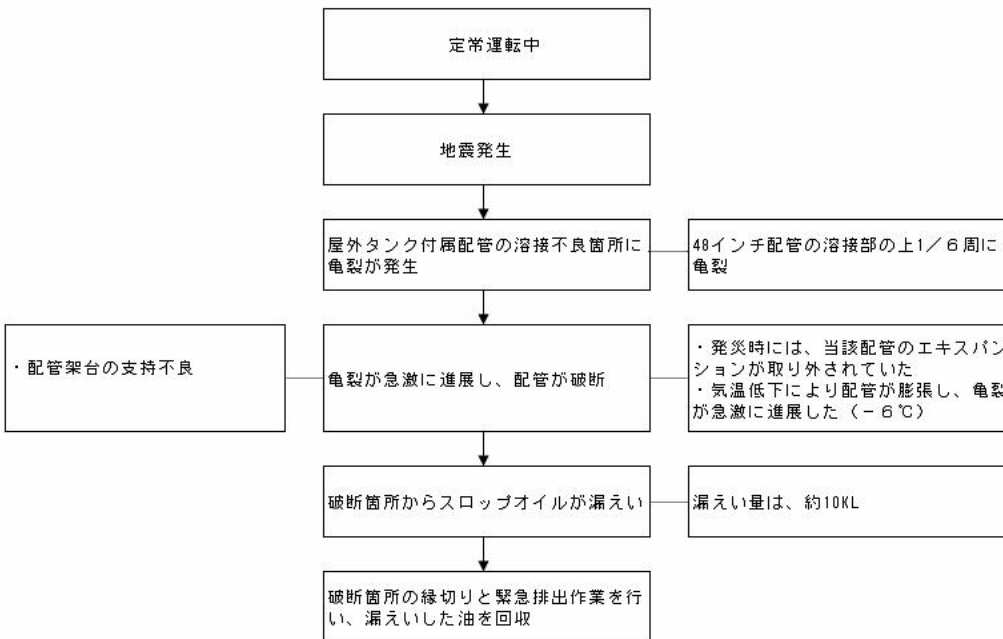 定常運転中
地震発生
屋外タンク付属配管の溶接不良箇所に
亀裂が発生
48インチ配管の溶接部の上1／6周に
亀裂
・配管架台の支持不良
亀裂が急激に進展し、配管が破断
・発災時には、当該配管のエキスパン
ションが取り外されていた
・気温低下により配管が膨張し、亀裂
が急激に進展した（－6℃）
破断箇所からスロップオイルが漏えい
漏えい量は、約10KL
破断箇所の縁切りと緊急排出作業を行
い、漏えいした油を回収